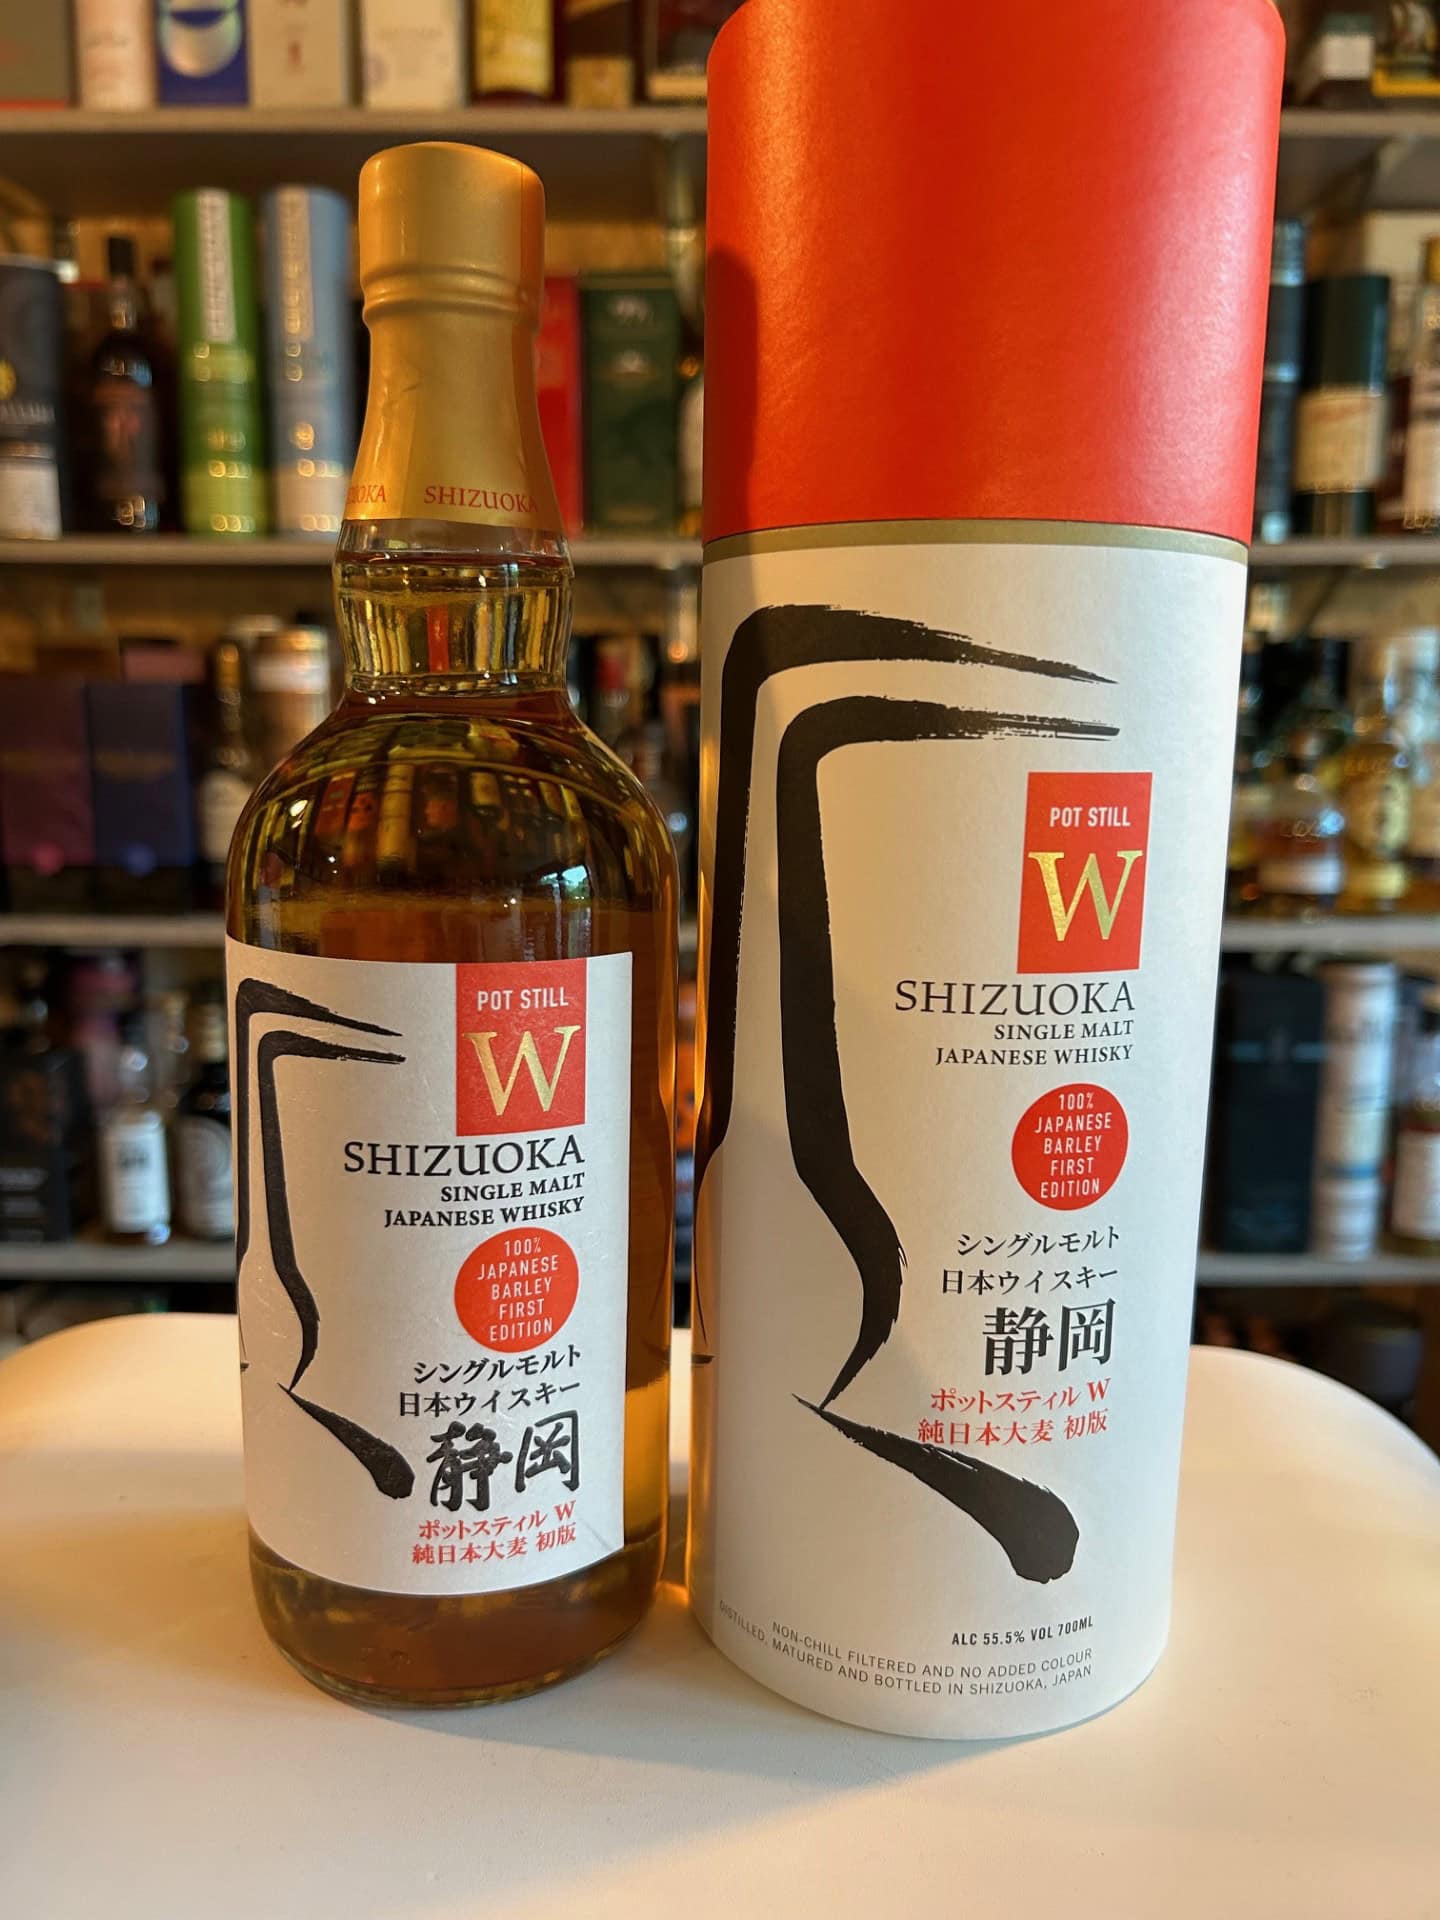 SHIZUOKA
POT STILL
W
SHIZUOKA
SINGLE MALT
JAPANESE WHISKY
100%
JAPANESE
BARLEY
FIRST
EDITION
シングルモルト
日本ウイスキー
静岡
ポットスティル W
純日本大麦 初版
POT STILL
W
SHIZUOKA
SINGLE MALT
JAPANESE WHISKY
100%
JAPANESE
BARLEY
FIRST
EDITION
シングルモルト
日本ウイスキー
静岡
ポットスティル W
純日本大麦 初版
ALC 55.5% VOL 700ML
NON-CHILL FILTERED AND NO ADDED COLOUR
DISTILLED, MATURED AND BOTTLED IN SHIZUOKA, JAPAN